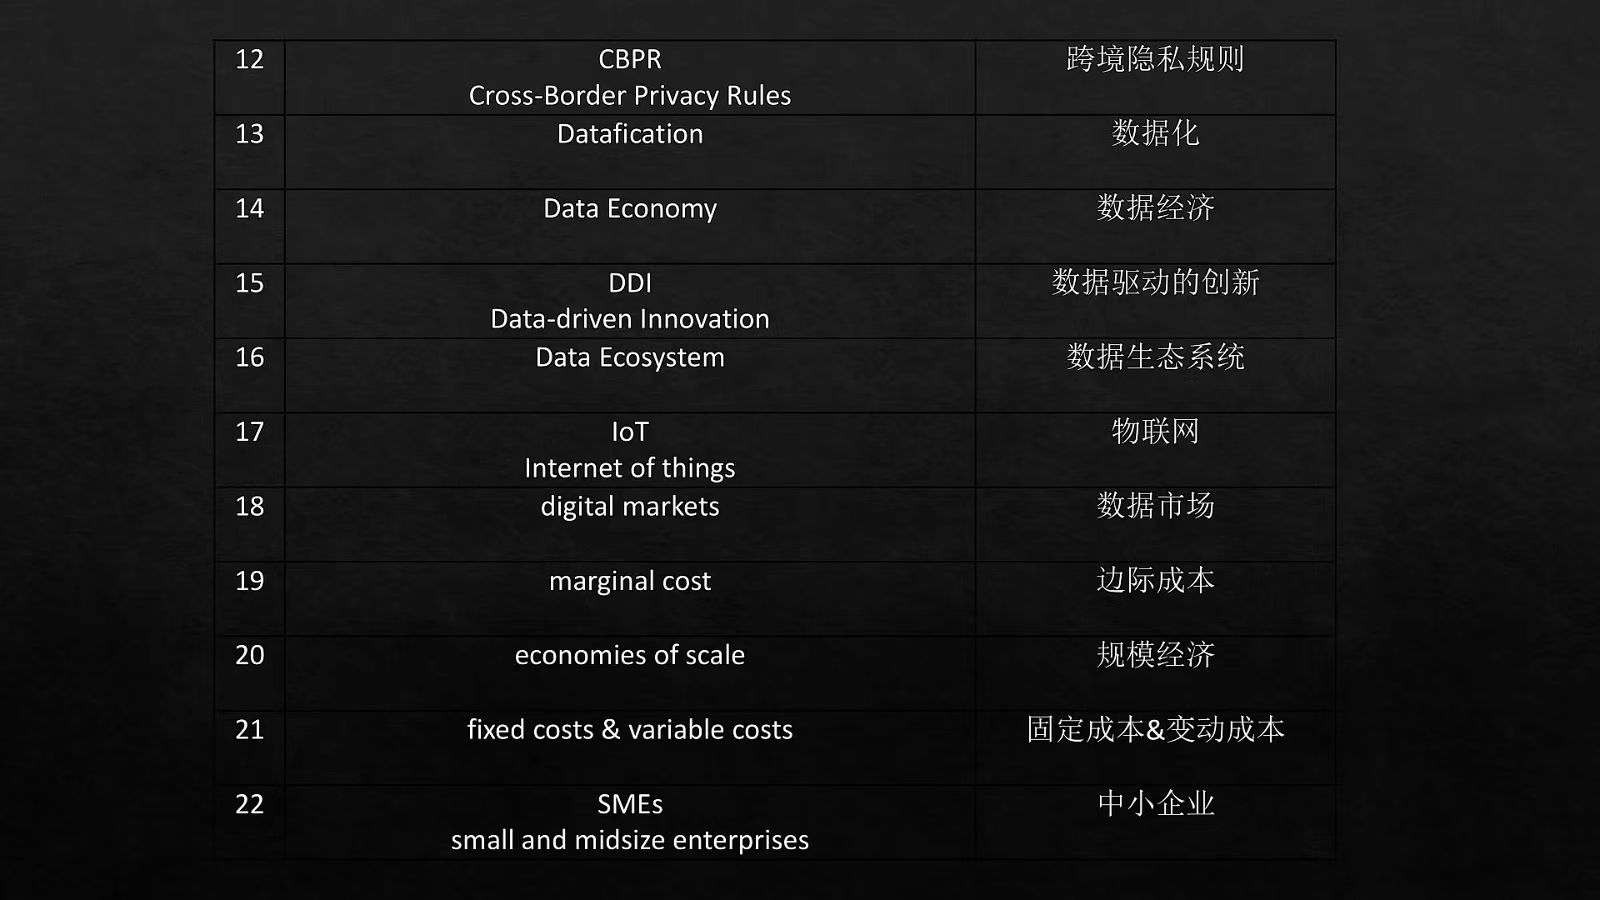 12 CBPR 跨境隐私规则
Cross-Border Privacy Rules
13 Datafication 数据化
14 Data Economy 数据经济
15 DDI 数据驱动的创新
Data-driven Innovation
16 Data Ecosystem 数据生态系统
17 IoT 物联网
Internet of things
18 digital markets 数据市场
19 marginal cost 边际成本
20 economies of scale 规模经济
21 fixed costs & variable costs 固定成本&变动成本
22 SMEs 中小企业
small and midsize enterprises